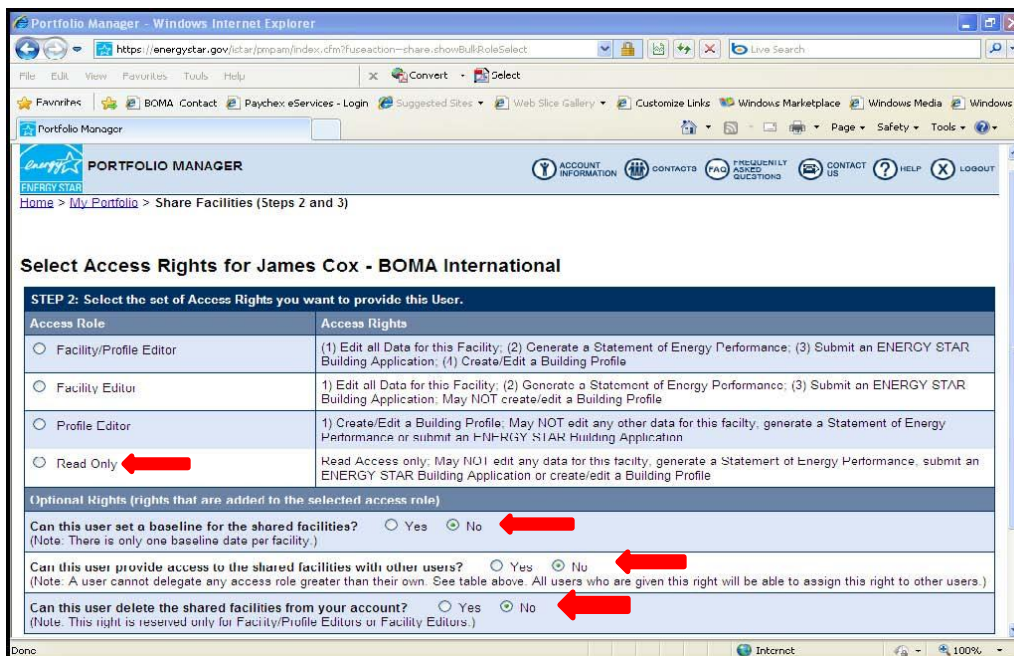 Portfolio Manager - Windows Internet Explorer
https://energystar.gov/istar/pmpam/index.cfm?fuseaction=share.showBulkRoleSelect
Live Search
File Edit View Favorites Tools Help
Convert
Select
Favorites
BOMA Contact
Paychex eServices - Login
Suggested Sites
Web Slice Gallery
Customize Links
Windows Marketplace
Windows Media
Windows
Portfolio Manager
Page
Safety
Tools
energy
ENERGY STAR
PORTFOLIO MANAGER
ACCOUNT INFORMATION
CONTACTS
FAQ
FREQUENTLY ASKED QUESTIONS
CONTACT US
HELP
LOGOUT
Home > My Portfolio > Share Facilities (Steps 2 and 3)
Select Access Rights for James Cox - BOMA International
STEP 2: Select the set of Access Rights you want to provide this User.
Access Role
Access Rights
Facility/Profile Editor
(1) Edit all Data for this Facility; (2) Generate a Statement of Energy Performance; (3) Submit an ENERGY STAR
Building Application; (4) Create/Edit a Building Profile
Facility Editor
1) Edit all Data for this Facility; (2) Generate a Statement of Energy Performance; (3) Submit an ENERGY STAR
Building Application; May NOT create/edit a Building Profile
Profile Editor
1) Create/Edit a Building Profile; May NOT edit any other data for this facilty, generate a Statement of Energy
Performance or submit an ENERGY STAR Building Application
Read Only
Read Access only; May NOT edit any data for this facilty, generate a Statement of Energy Performance, submit an
ENERGY STAR Building Application or create/edit a Building Profile
Optional Rights (rights that are added to the selected access role)
Can this user set a baseline for the shared facilities? Yes No
(Note: There is only one baseline date per facility.)
Can this user provide access to the shared facilities with other users? Yes No
(Note: A user cannot delegate any access role greater than their own. See table above. All users who are given this right will be able to assign this right to other users.)
Can this user delete the shared facilities from your account? Yes No
(Note: This right is reserved only for Facility/Profile Editors or Facility Editors.)
Done
Internet
100%